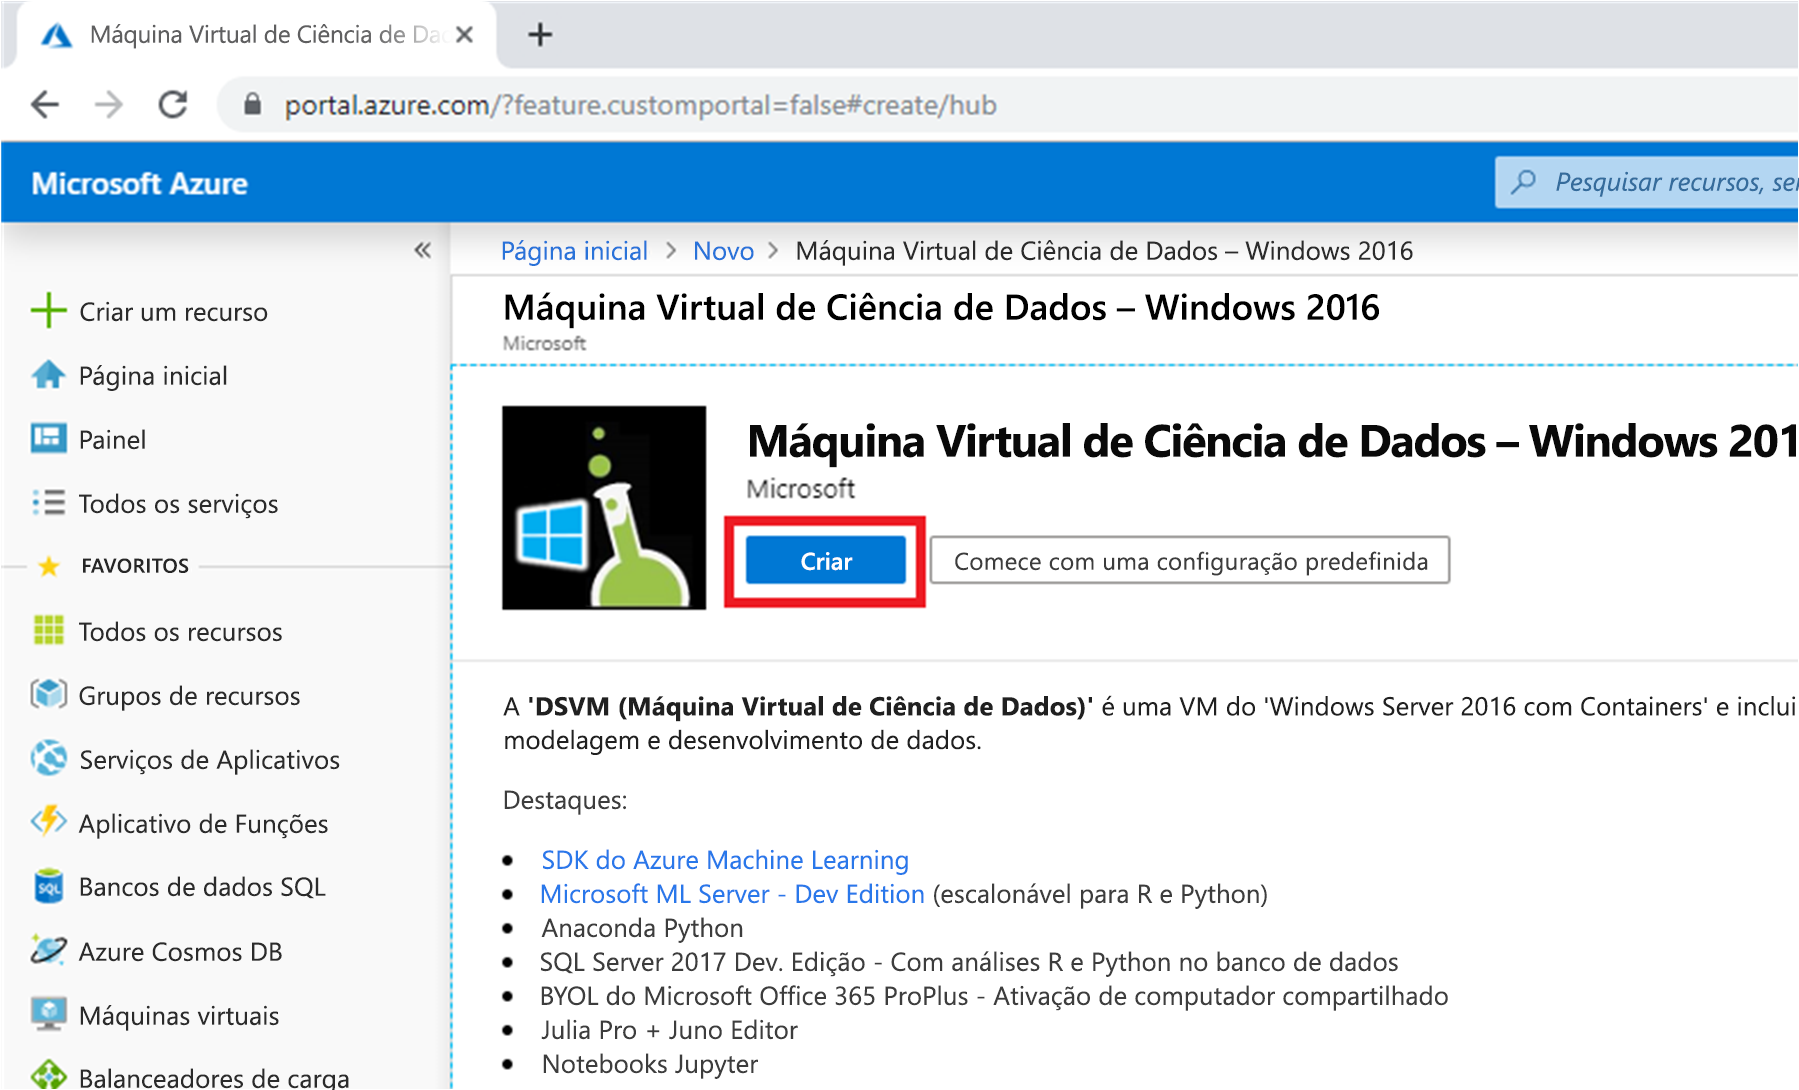 Máquina Virtual de Ciência de Da
portal.azure.com/?feature.customportal=false#create/hub
Microsoft Azure
Pesquisar recursos,
Página inicial > Novo > Máquina Virtual de Ciência de Dados – Windows 2016
Máquina Virtual de Ciência de Dados – Windows 2016
Microsoft
Criar um recurso
Página inicial
Painel
Todos os serviços
FAVORITOS
Todos os recursos
Grupos de recursos
Serviços de Aplicativos
Aplicativo de Funções
SQL
Bancos de dados SQL
Azure Cosmos DB
Máquinas virtuais
Balanceadores de carga
Máquina Virtual de Ciência de Dados – Windows 201
Microsoft
Criar
Comece com uma configuração predefinida
A 'DSVM (Máquina Virtual de Ciência de Dados)' é uma VM do 'Windows Server 2016 com Containers' e inclui
modelagem e desenvolvimento de dados.
Destaques:
• SDK do Azure Machine Learning
• Microsoft ML Server - Dev Edition (escalonável para R e Python)
• Anaconda Python
• SQL Server 2017 Dev. Edição - Com análises R e Python no banco de dados
• BYOL do Microsoft Office 365 ProPlus - Ativação de computador compartilhado
• Julia Pro + Juno Editor
• Notebooks Jupyter